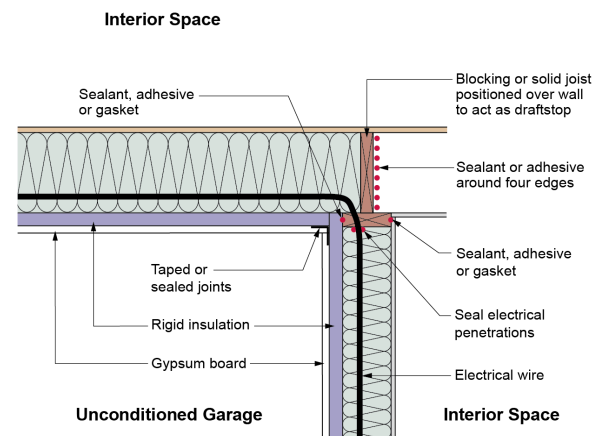 Interior Space
Sealant, adhesive
or gasket
Blocking or solid joist
positioned over wall
to act as draftstop
Sealant or adhesive
around four edges
Sealant, adhesive
or gasket
Taped or
sealed joints
Seal electrical
penetrations
Rigid insulation
Gypsum board
Electrical wire
Unconditioned Garage
Interior Space